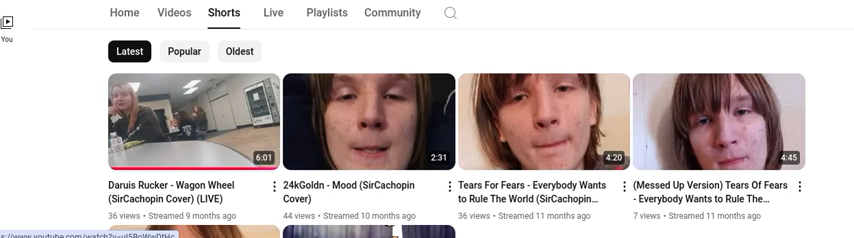 Home Videos Shorts Live Playlists Community
You
Latest Popular Oldest
6:01 2:31 4:20 4:45
Daruis Rucker - Wagon Wheel
(SirCachopin Cover) (LIVE)
36 views • Streamed 9 months ago
24kGoldn - Mood (SirCachopin
Cover)
44 views • Streamed 10 months ago
Tears For Fears - Everybody Wants
to Rule The World (SirCachopin...
36 views • Streamed 11 months ago
(Messed Up Version) Tears Of Fears
- Everybody Wants to Rule The...
7 views • Streamed 11 months ago